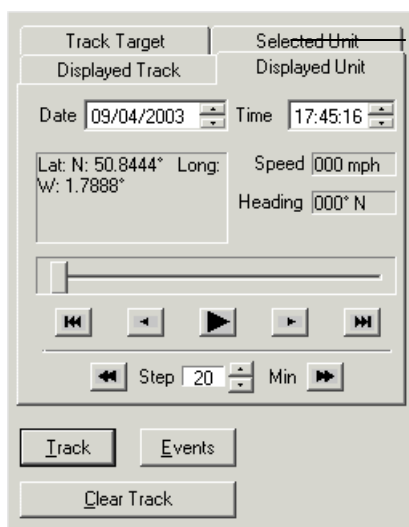 Track Target Selected Unit
Displayed Track Displayed Unit
Date 09/04/2003 Time 17:45:16
Lat: N: 50.8444° Long:
W: 1.7888°
Speed 000 mph
Heading 000° N
Step 20 Min
Track Events
Clear Track